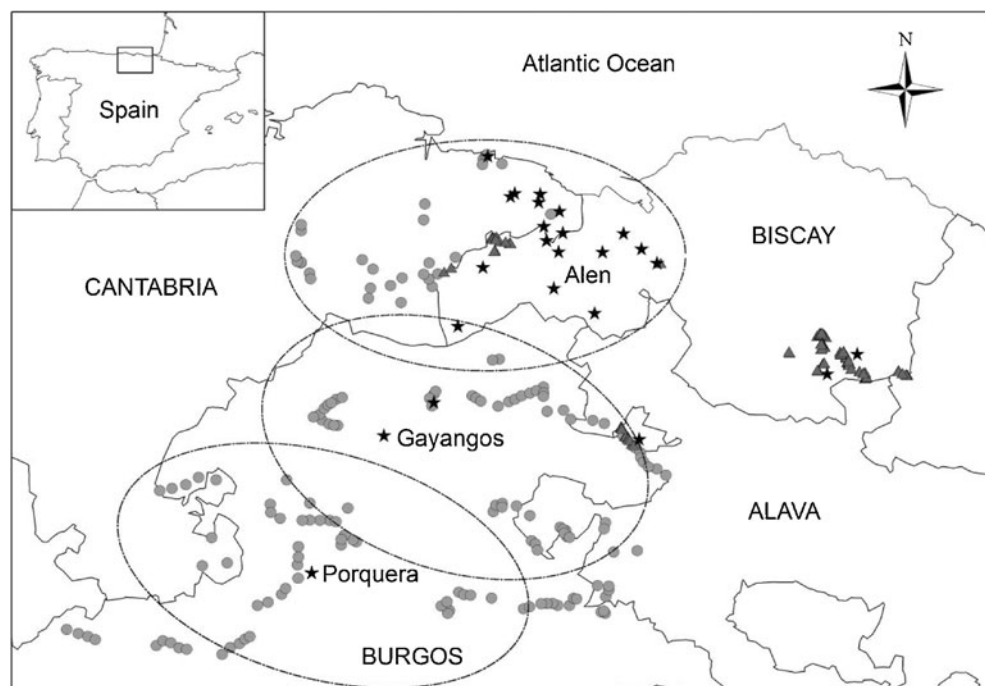 N
Atlantic Ocean
Spain
BISCAY
CANTABRIA
Alen
Gayangos
ALAVA
Porquera
BURGOS